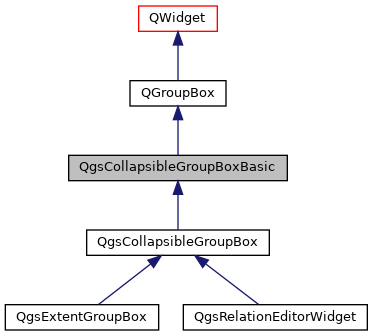 QWidget
QGroupBox
QgsCollapsibleGroupBoxBasic
QgsCollapsibleGroupBox
QgsExtentGroupBox
QgsRelationEditorWidget